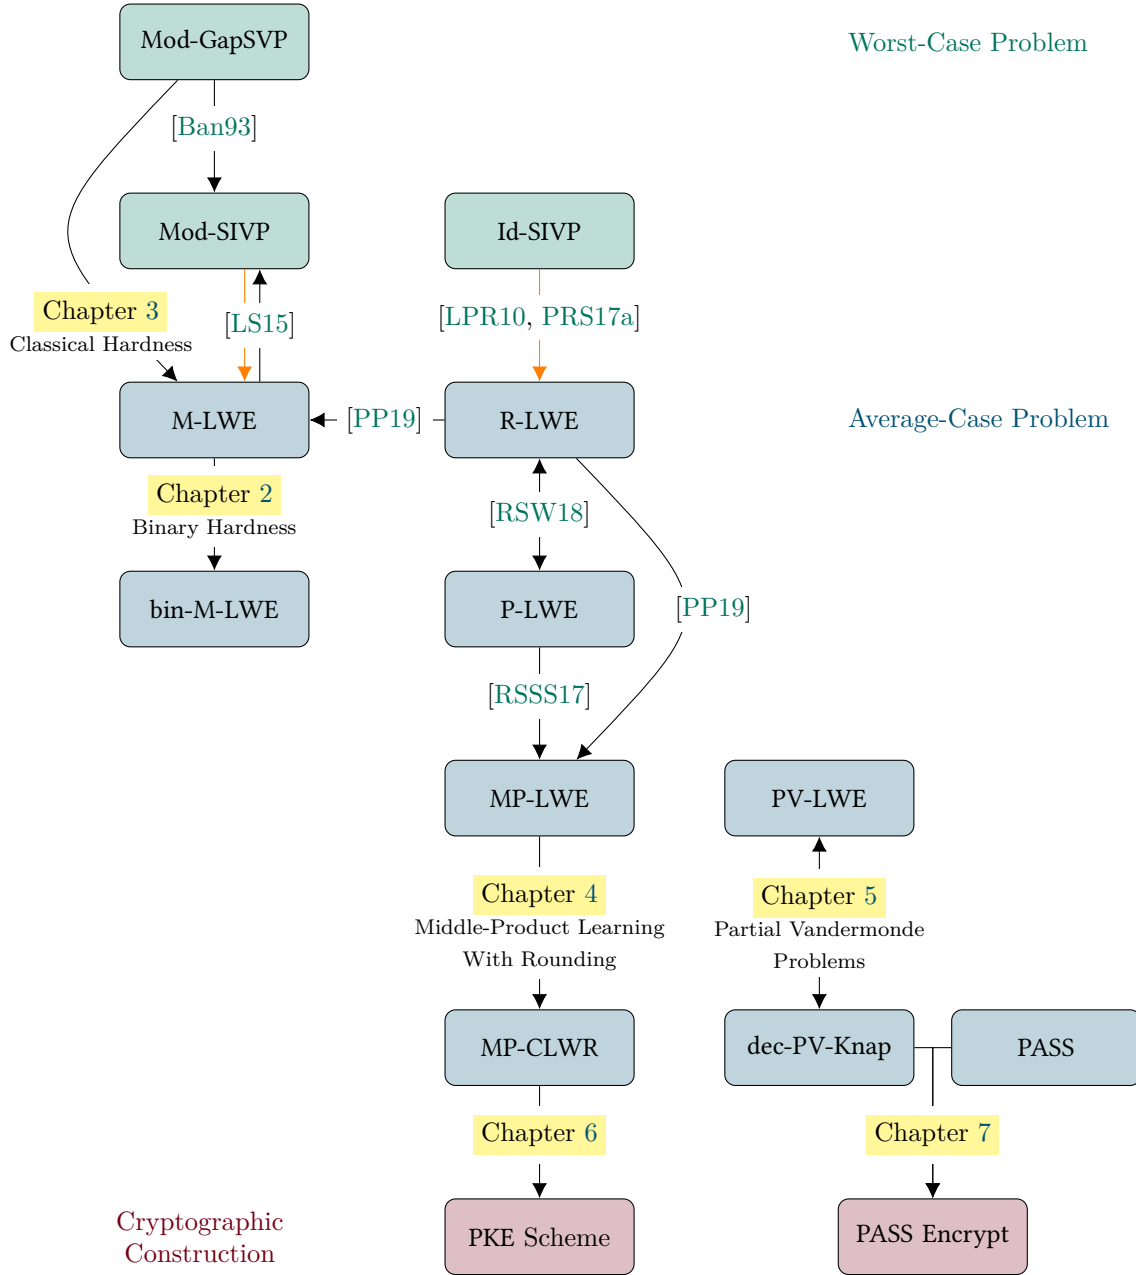 Mod-GapSVP
Worst-Case Problem
[Ban93]
Mod-SIVP
Id-SIVP
Chapter 3
Classical Hardness
[LS15]
[LPR10, PRS17a]
M-LWE
[PP19]
R-LWE
Average-Case Problem
Chapter 2
Binary Hardness
[RSW18]
bin-M-LWE
P-LWE
[PP19]
[RSSS17]
MP-LWE
PV-LWE
Chapter 4
Middle-Product Learning
With Rounding
Chapter 5
Partial Vandermonde
Problems
MP-CLWR
dec-PV-Knap
PASS
Chapter 6
Chapter 7
Cryptographic
Construction
PKE Scheme
PASS Encrypt